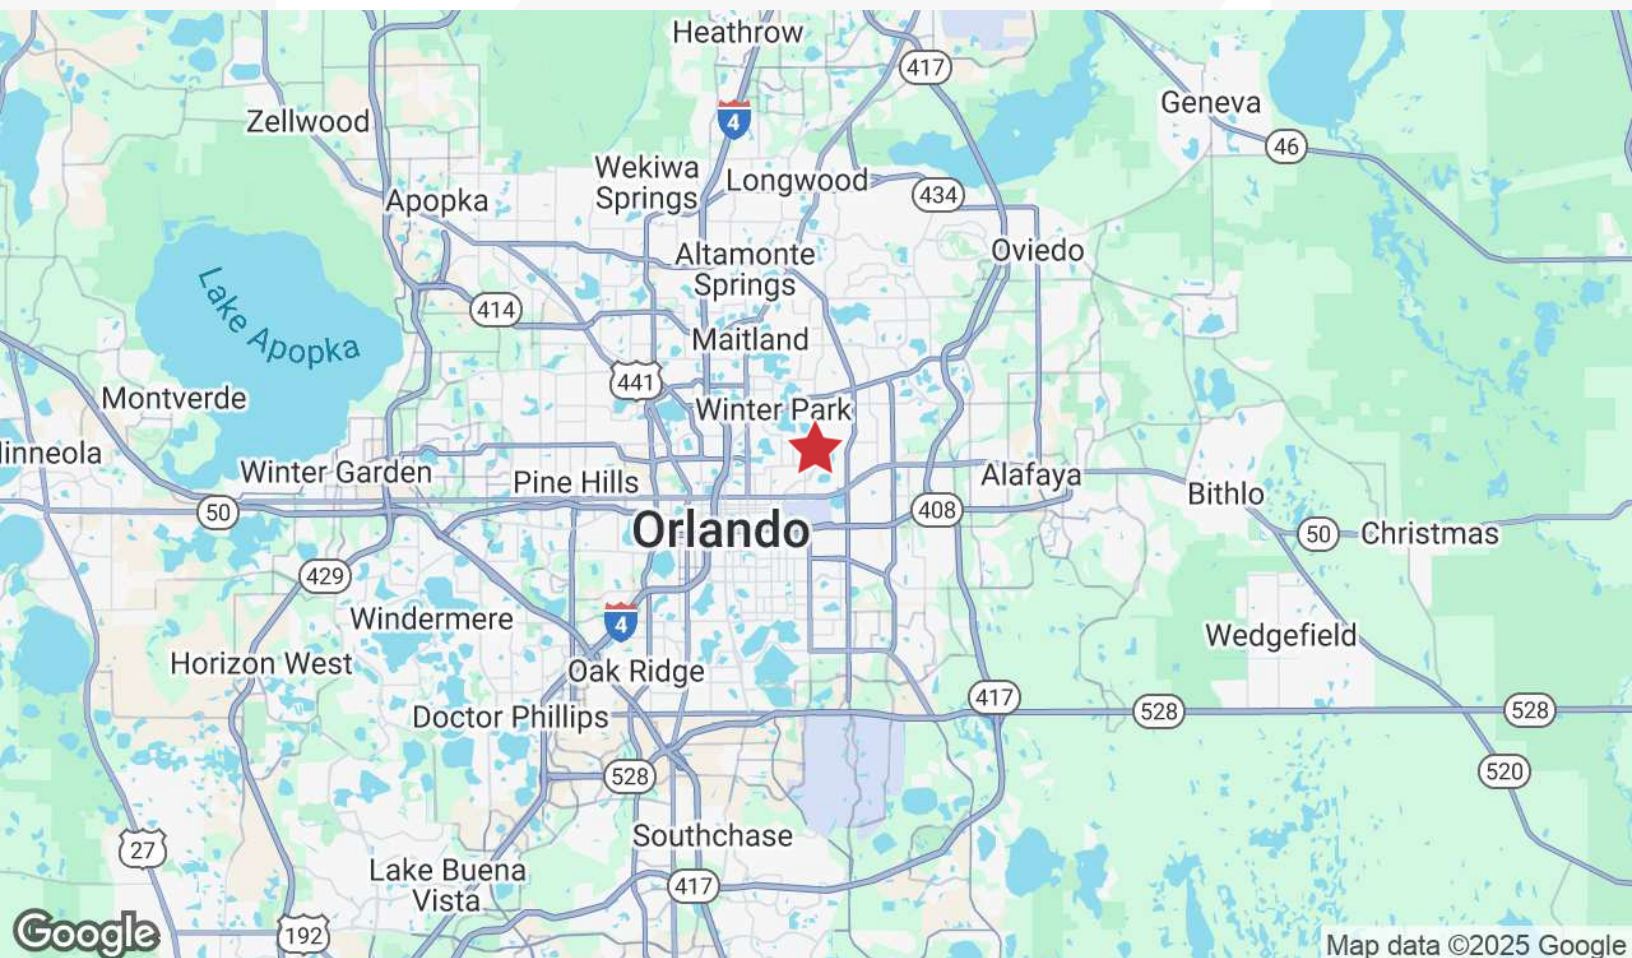 Heathrow
417
Geneva
Zellwood
4
46
Wekiwa
Springs
Longwood
434
Apopka
Altamonte
Springs
Oviedo
Lake Apopka
414
Maitland
441
Montverde
Winter Park
linneola
Winter Garden
Pine Hills
Alafaya
Bithlo
50
408
Orlando
50
Christmas
429
Windermere
4
Wedgefield
Horizon West
Oak Ridge
417
Doctor Phillips
528
528
528
520
27
Southchase
Lake Buena
Vista
417
192
Google
Map data ©2025 Google